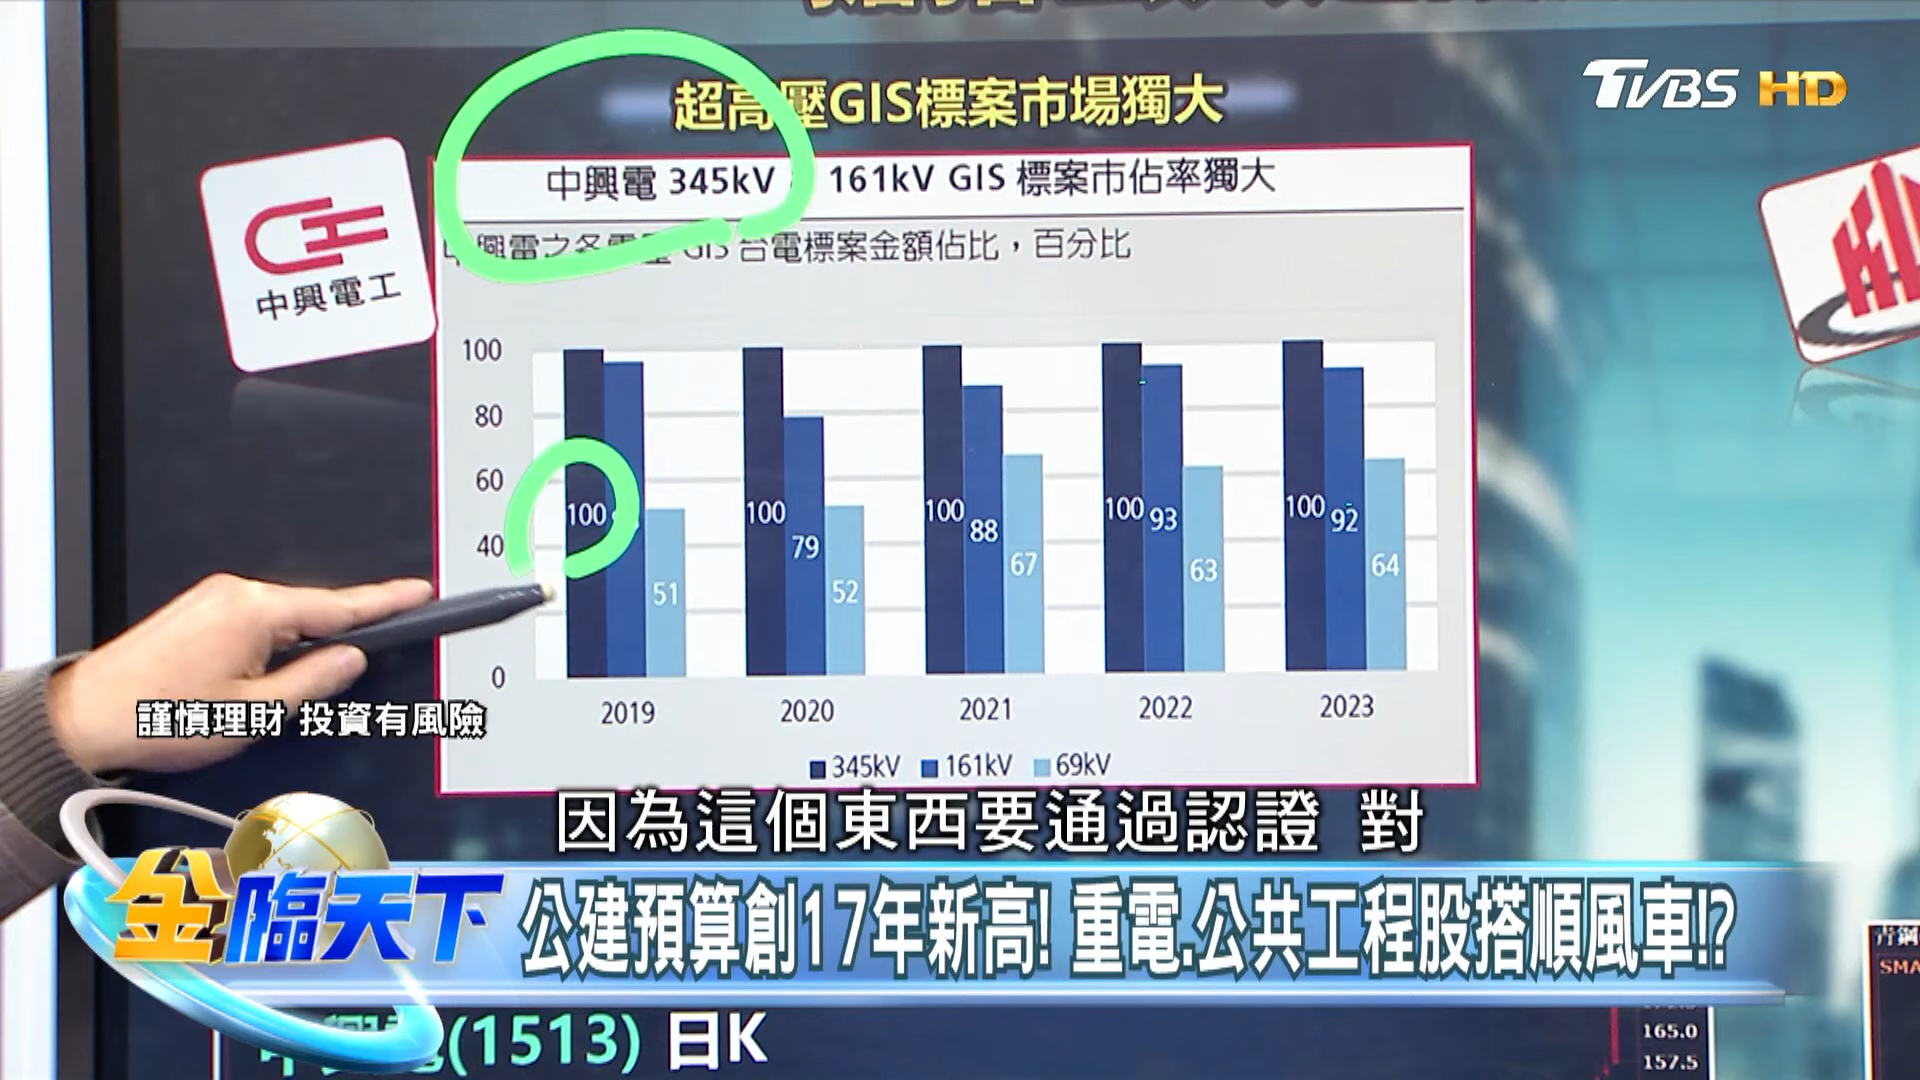 TVBS HD
超高壓GIS標案市場獨大
中興電工
中興電 345kV 161kV GIS 標案市佔率獨大
GIS 台電標案金額佔比，百分比
100
80
60
40
0
100
51
100
79
52
100
88
67
100
93
63
100
92
64
2019
2020
2021
2022
2023
345kV
161kV
69kV
謹慎理財 投資有風險
因為這個東西要通過認證 對
金臨天下
公建預算創17年新高! 重電.公共工程股搭順風車!?
(1513) 日K
165.0
157.5
SMA